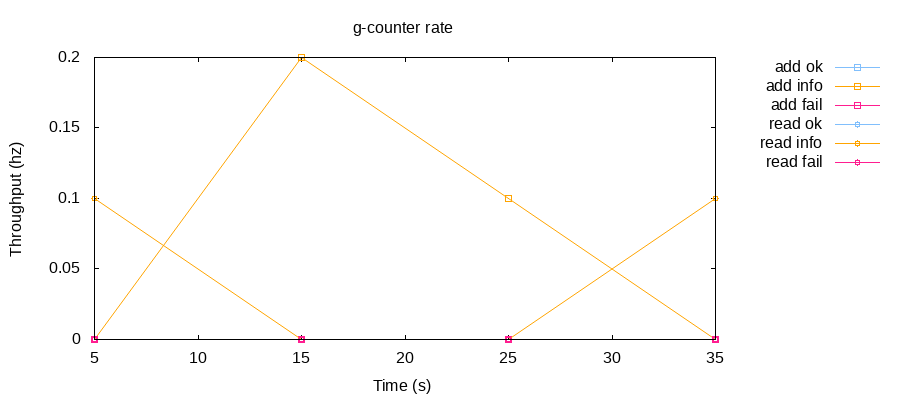 g-counter rate
0.2
0.15
0.1
0.05
0
5 10 15 20 25 30 35
Throughput (hz)
Time (s)
add ok
add info
add fail
read ok
read info
read fail